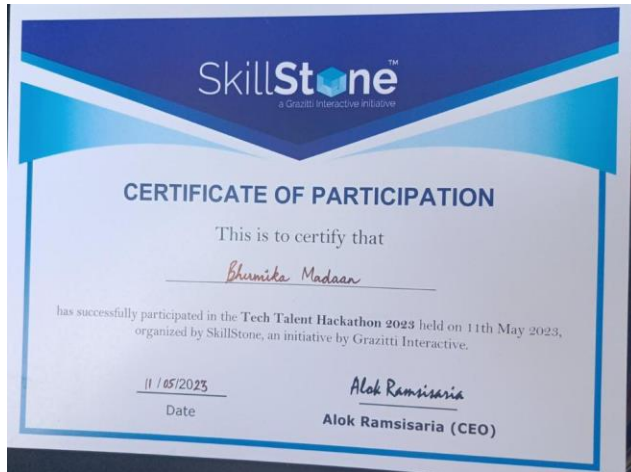 SkillStone™
a Grazitti Interactive initiative
CERTIFICATE OF PARTICIPATION
This is to certify that
Bhumika Madaan
has successfully participated in the Tech Talent Hackathon 2023 held on 11th May 2023,
organized by SkillStone, an initiative by Grazitti Interactive.
11/05/2023
Date
Alok Ramsisaria
Alok Ramsisaria (CEO)